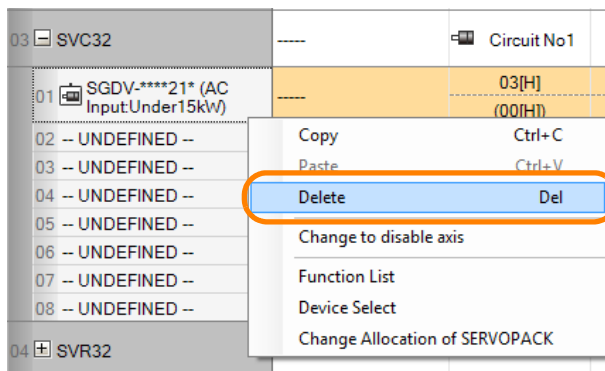 03 SVC32 ----- Circuit No1
01 SGDV-****21* (AC Input:Under15kW) ----- 03[H]
(00[H])
02 -- UNDEFINED --
03 -- UNDEFINED --
04 -- UNDEFINED --
05 -- UNDEFINED --
06 -- UNDEFINED --
07 -- UNDEFINED --
08 -- UNDEFINED --
04 SVR32
Copy Ctrl+C
Paste Ctrl+V
Delete Del
Change to disable axis
Function List
Device Select
Change Allocation of SERVOPACK